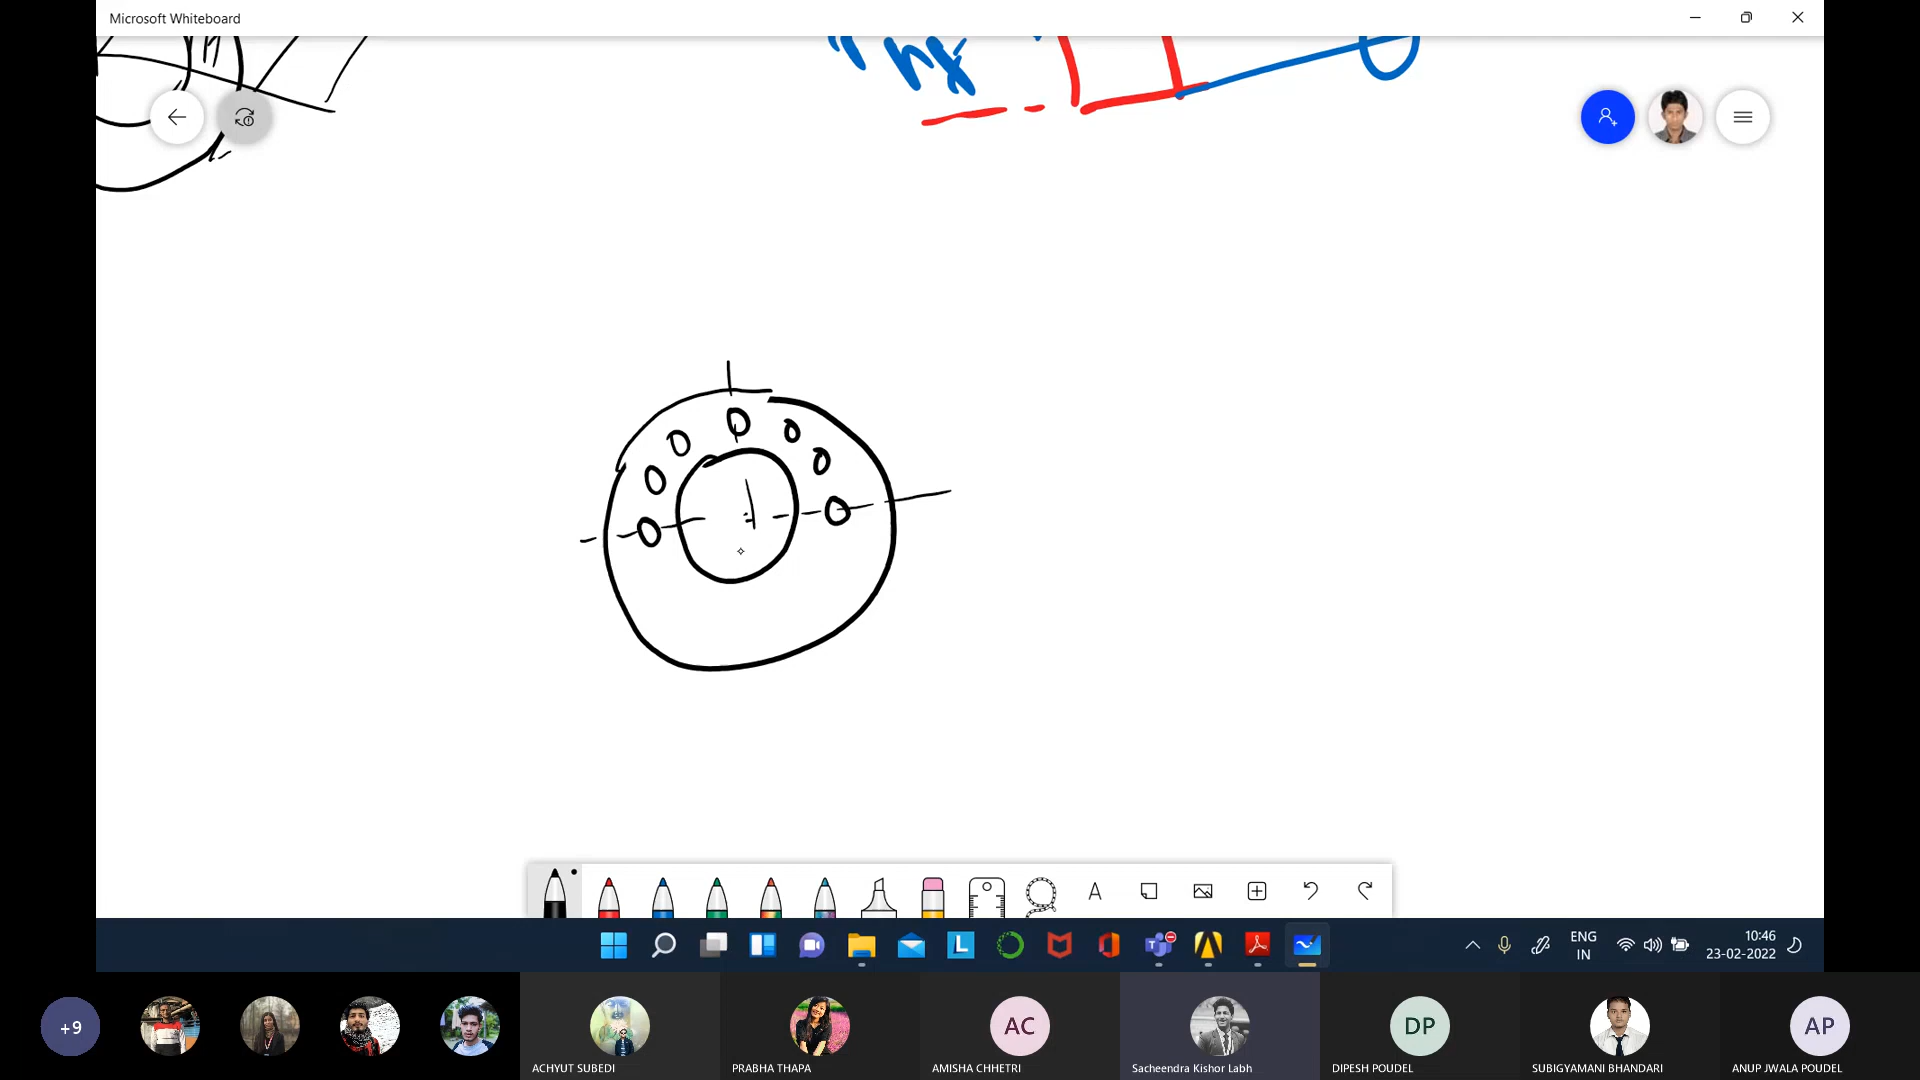 Microsoft Whiteboard
A
L
ENG
IN
10:46
23-02-2022
+9
ACHYUT SUBEDI
PRABHA THAPA
AC
AMISHA CHHETRI
Sacheendra Kishor Labh
DP
DIPESH POUDEL
SUBIGYAMANI BHANDARI
AP
ANUP JWALA POUDEL